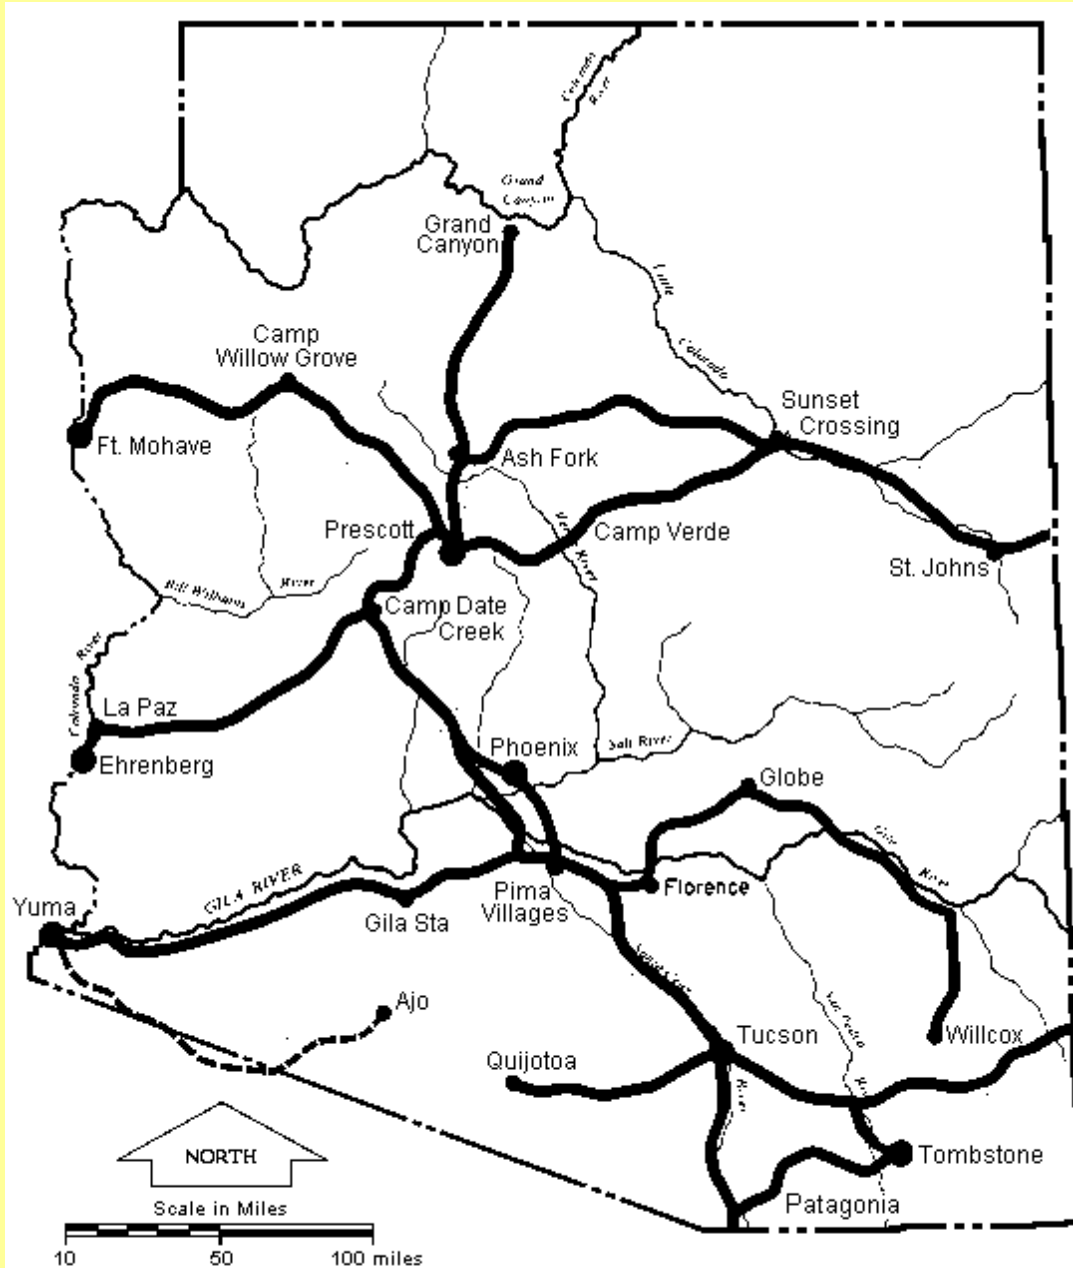 Colorado
River
Grand
Canyon
Grand
Canyon
Little
Colorado
Camp
Willow Grove
Sunset
Crossing
Ft. Mohave
Ash Fork
Prescott
Camp Verde
River
St. Johns
Bill Williams
River
Camp Date
Creek
Colorado River
La Paz
Phoenix
Salt River
Ehrenberg
Globe
Gila
River
GILA RIVER
Pima
Villages
Florence
Yuma
Gila Sta
Santa Cruz
River
Ajo
San Pedro
Tucson
Willcox
Quijotoa
NORTH
Tombstone
Patagonia
Scale in Miles
10 50 100 miles